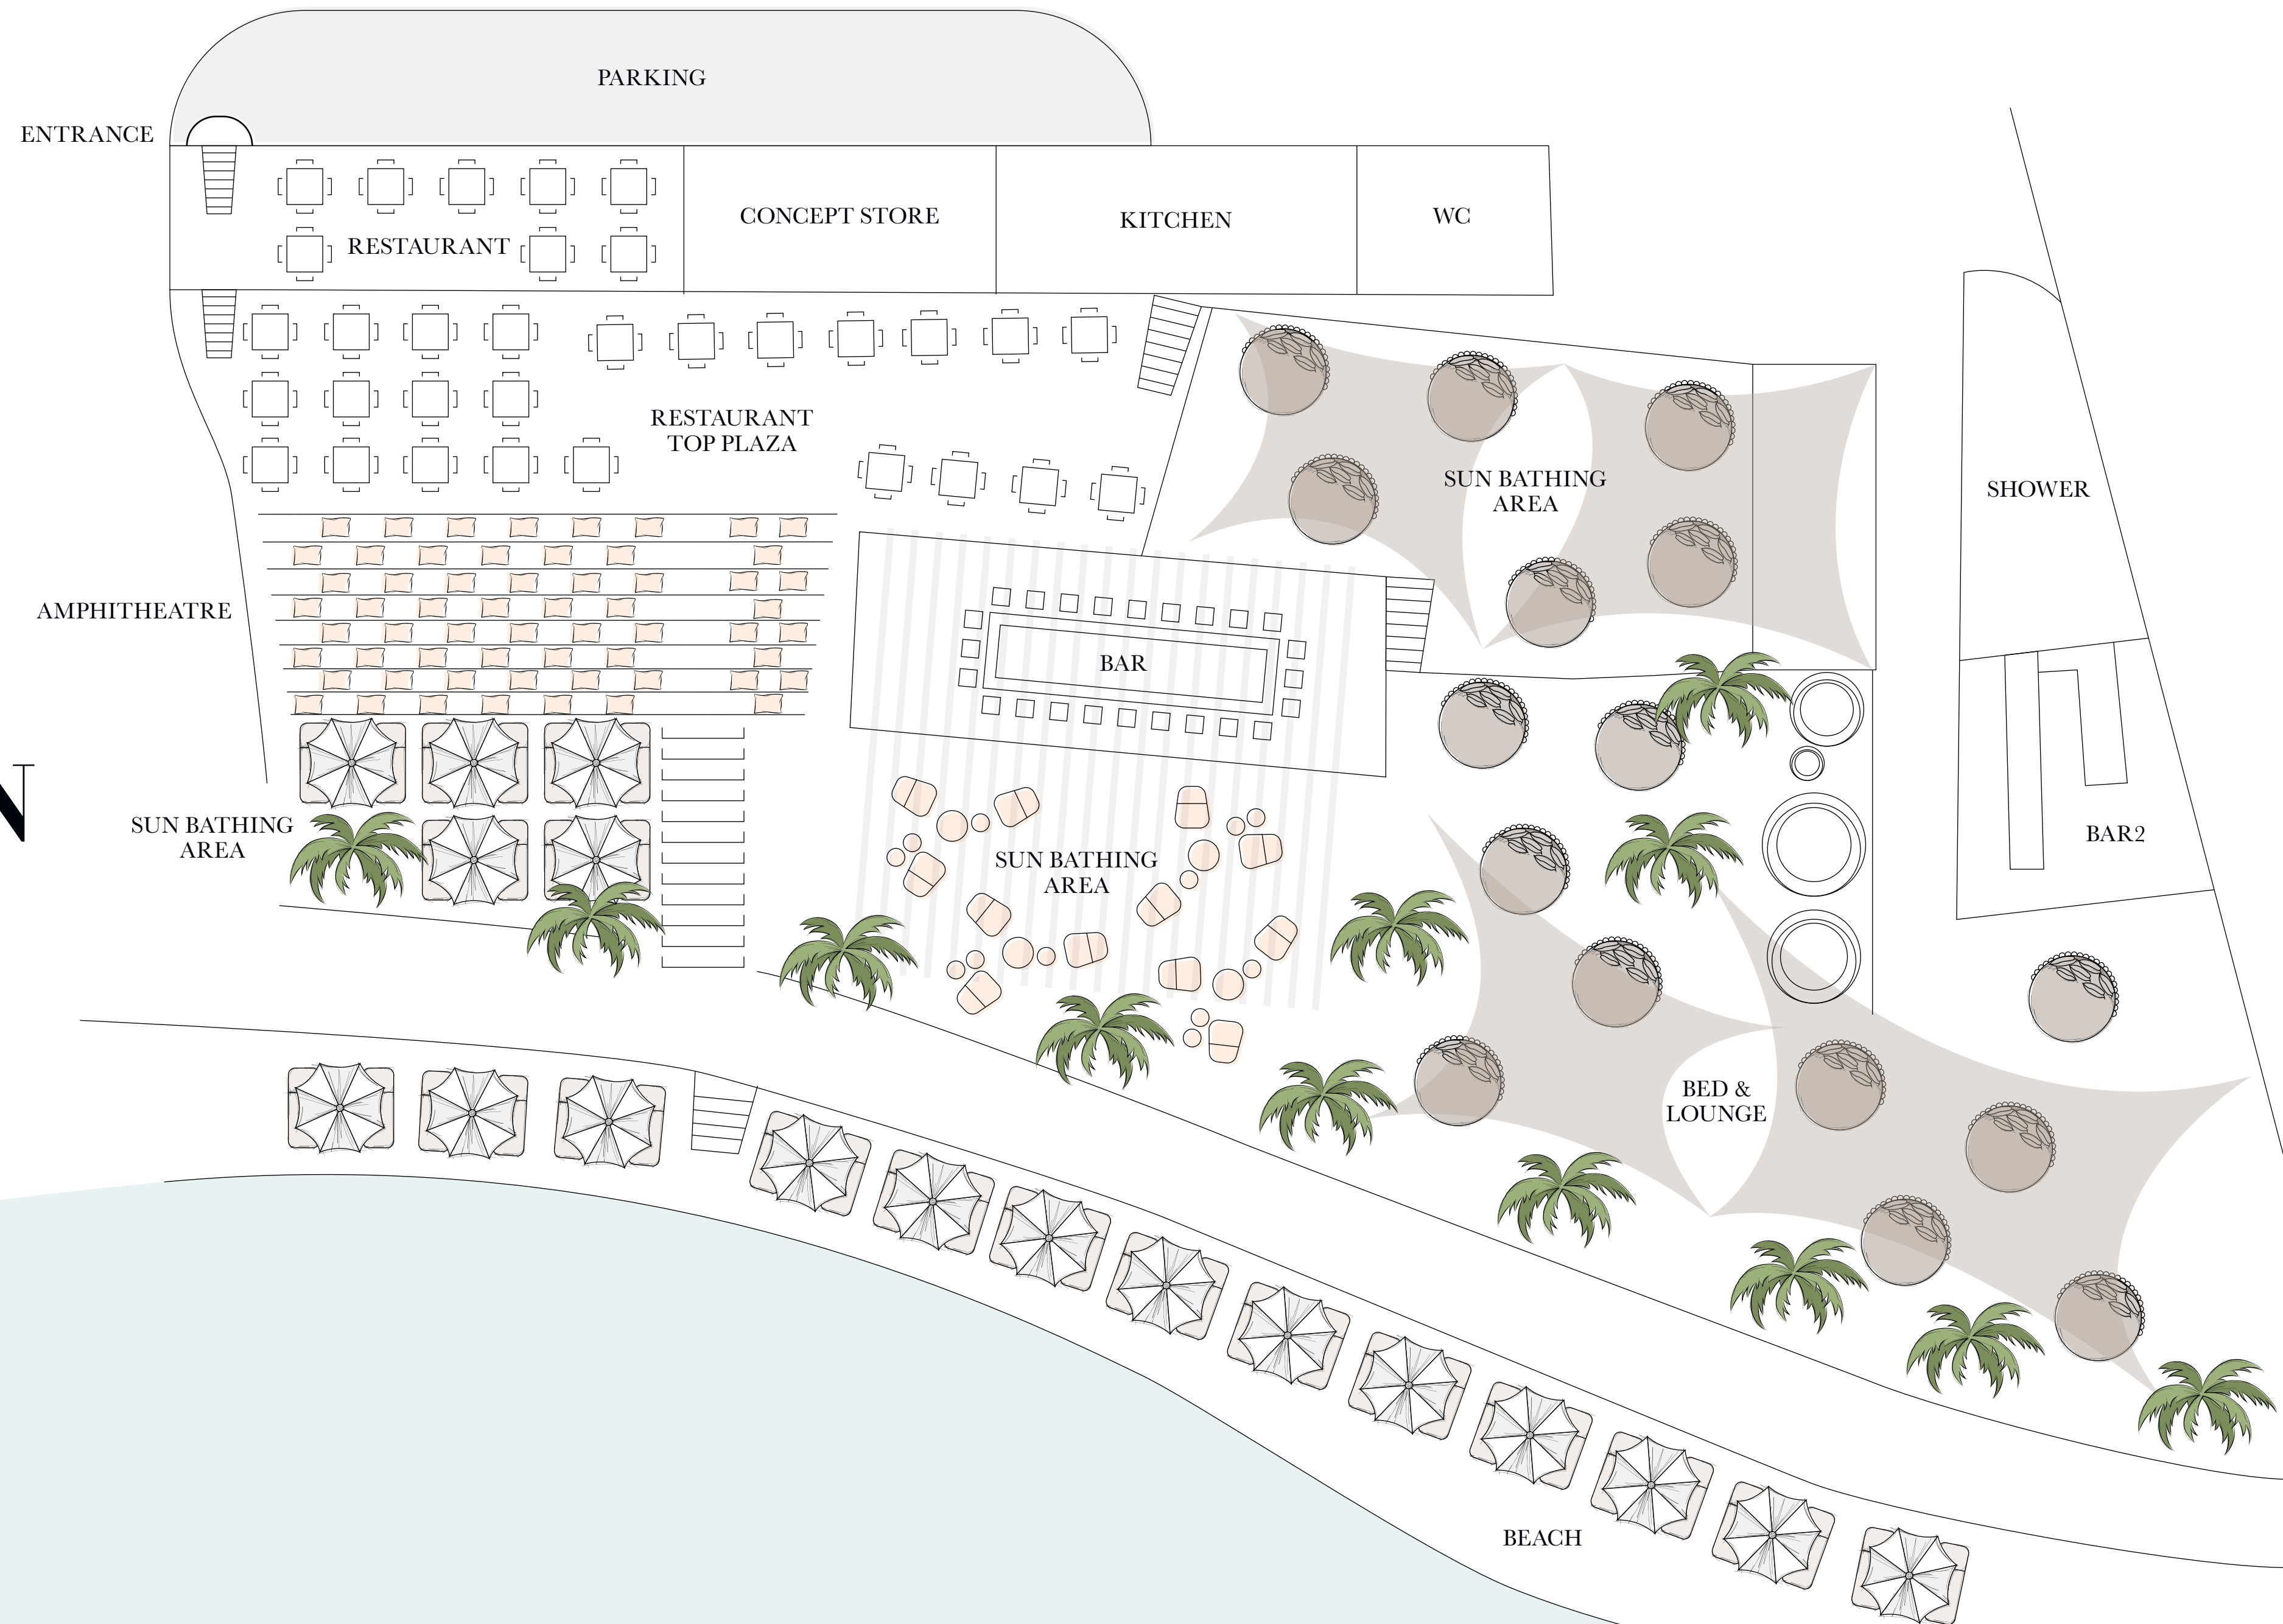 PARKING
ENTRANCE
CONCEPT STORE
KITCHEN
WC
RESTAURANT
RESTAURANT
TOP PLAZA
SUN BATHING
AREA
SHOWER
AMPHITHEATRE
BAR
N
SUN BATHING
AREA
SUN BATHING
AREA
BAR2
BED &
LOUNGE
BEACH